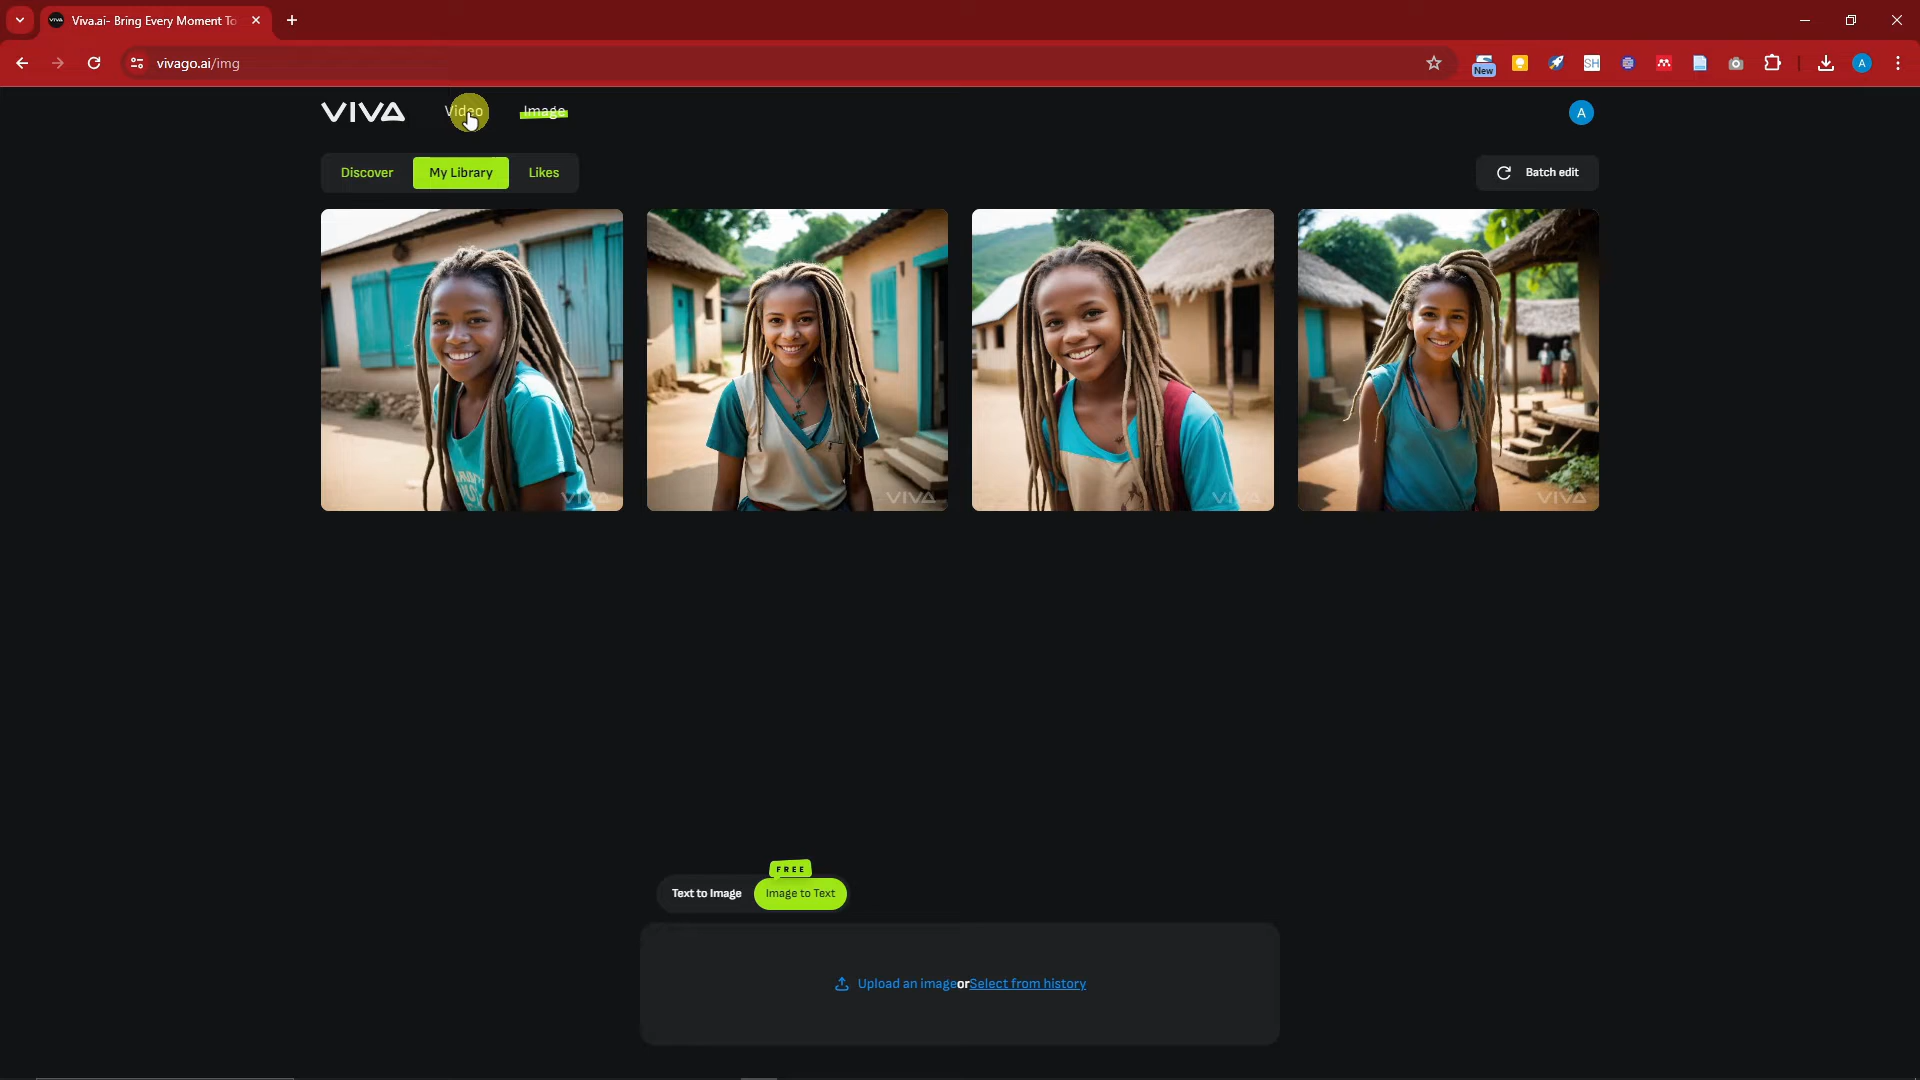 Viva.ai- Bring Every Moment To
vivago.ai/img
SH
New
A
VIVA
Video
Image
A
Discover
My Library
Likes
Batch edit
VIVA
VIVA
VIVA
VIVA
FREE
Text to Image
Image to Text
Upload an imageorSelect from history